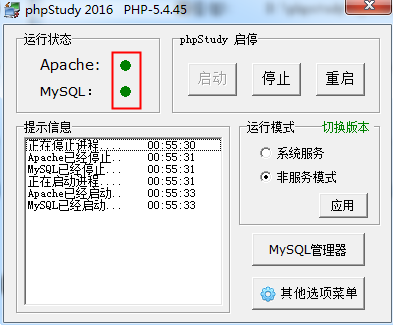 phpStudy 2016 PHP-5.4.45
运行状态
Apache:
MySQL:
phpStudy 启停
启动 停止 重启
提示信息
正在停止进程... 00:55:30
Apache已经停止.. 00:55:31
MySQL已经停止... 00:55:31
正在启动进程... 00:55:31
Apache已经启动.. 00:55:33
MySQL已经启动... 00:55:33
运行模式 切换版本
系统服务
非服务模式
应用
MySQL管理器
其他选项菜单